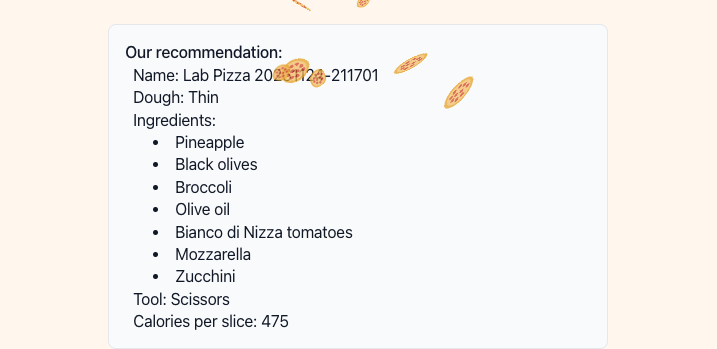 Our recommendation:
Name: Lab Pizza
Dough: Thin
Ingredients:
• Pineapple
• Black olives
• Broccoli
• Olive oil
• Bianco di Nizza tomatoes
• Mozzarella
• Zucchini
Tool: Scissors
Calories per slice: 475